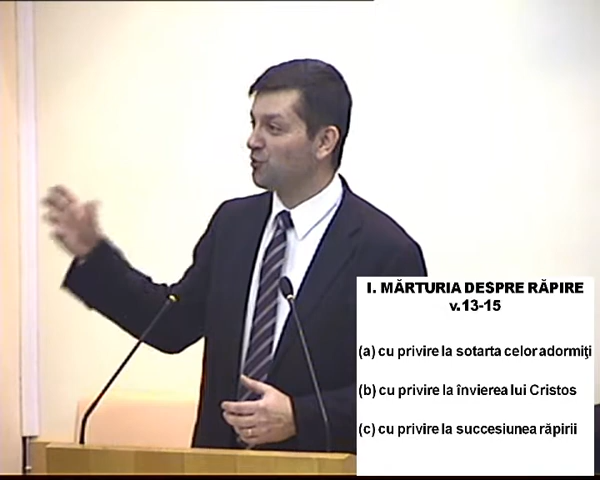 I. MĂRTURIA DESPRE RĂPIRE
v.13-15
(a) cu privire la sotarta celor adormiţi
(b) cu privire la învierea lui Cristos
(c) cu privire la succesiunea răpirii